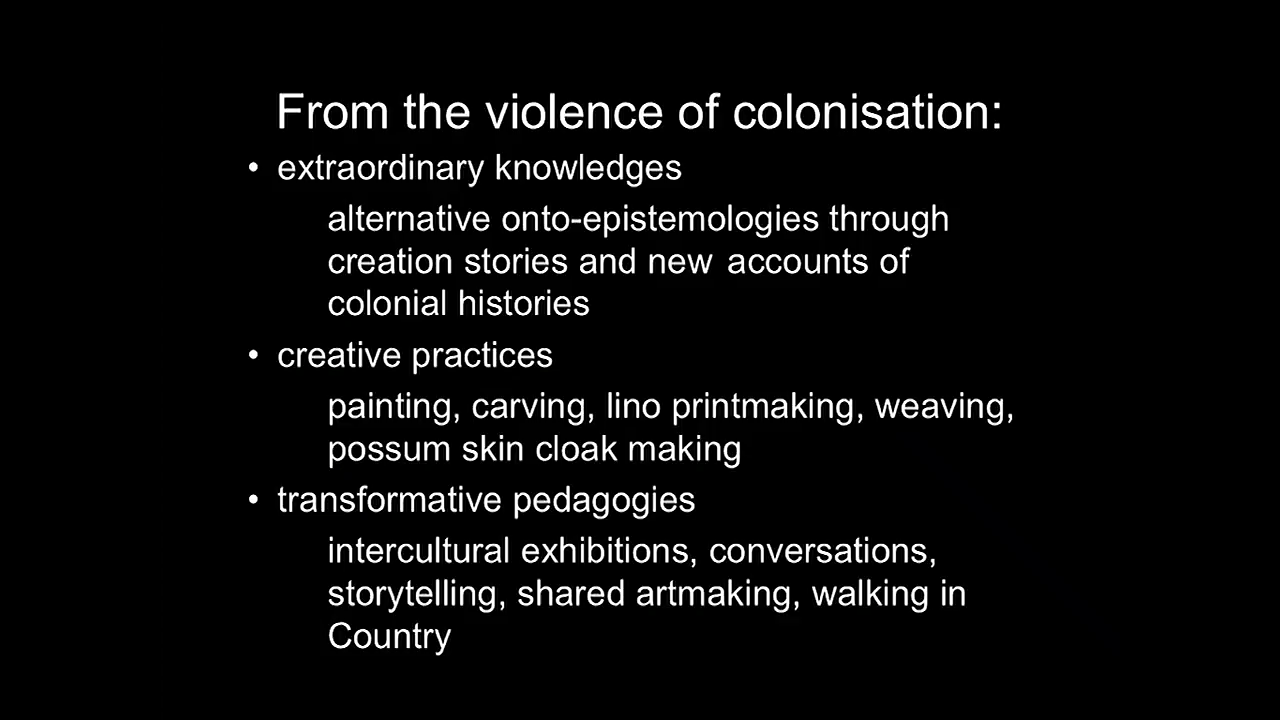 From the violence of colonisation:
• extraordinary knowledges
alternative onto-epistemologies through
creation stories and new accounts of
colonial histories
• creative practices
painting, carving, lino printmaking, weaving,
possum skin cloak making
• transformative pedagogies
intercultural exhibitions, conversations,
storytelling, shared artmaking, walking in
Country